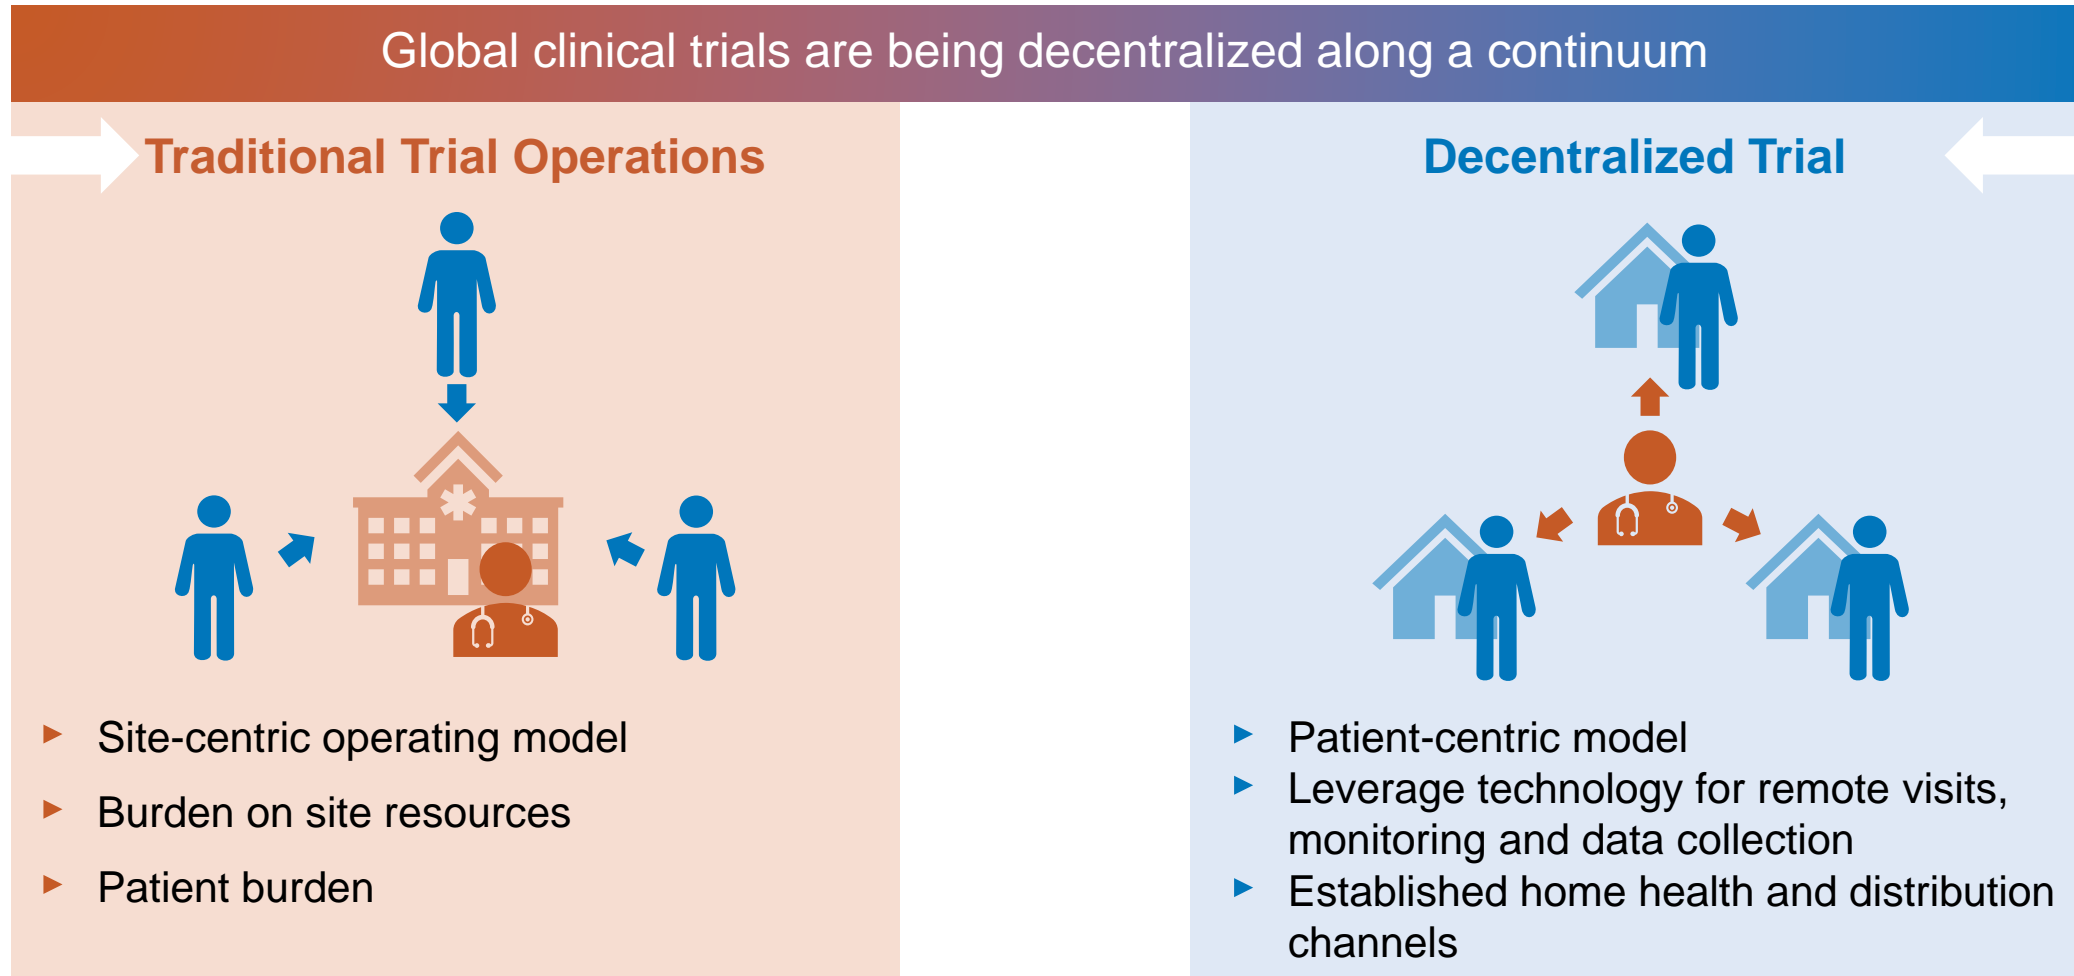 Global clinical trials are being decentralized along a continuum
Traditional Trial Operations
► Site-centric operating model
► Burden on site resources
► Patient burden
Decentralized Trial
► Patient-centric model
► Leverage technology for remote visits,
monitoring and data collection
► Established home health and distribution
channels